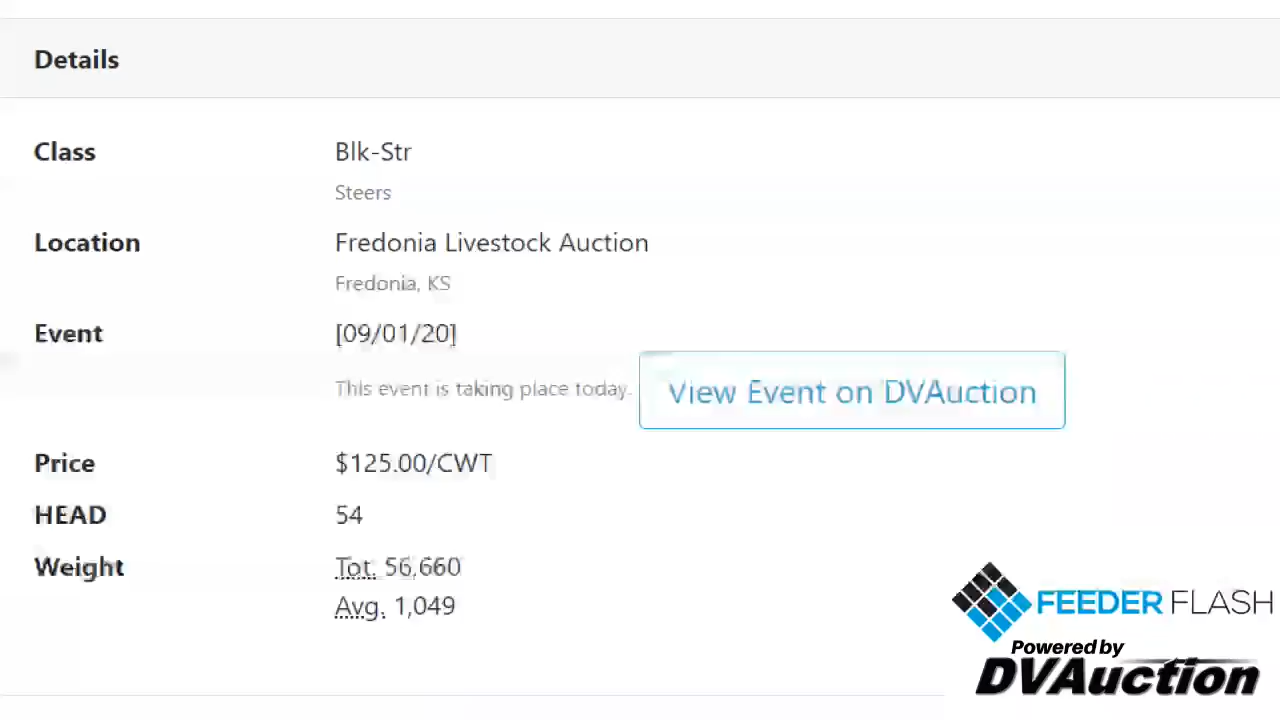 Details
Class Blk-Str
Steers
Location Fredonia Livestock Auction
Fredonia, KS
Event [09/01/20]
This event is taking place today. View Event on DVAuction
Price $125.00/CWT
HEAD 54
Weight Tot. 56,660
Avg. 1,049
FEEDER FLASH
Powered by
DVAuction